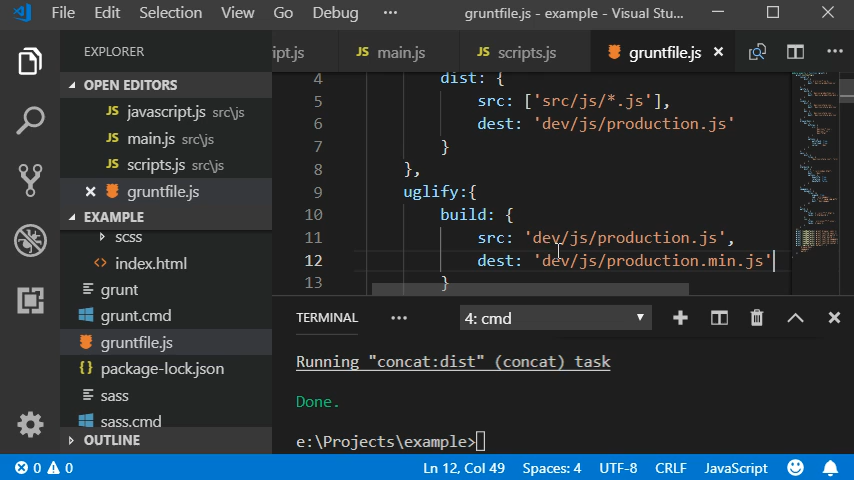 File Edit Selection View Go Debug ••• gruntfile.js - example - Visual Stu...
EXPLORER
ipt.js JS main.js JS scripts.js gruntfile.js
OPEN EDITORS
JS javascript.js src\js
JS main.js src\js
JS scripts.js src\js
gruntfile.js
EXAMPLE
scss
<> index.html
grunt
grunt.cmd
gruntfile.js
{} package-lock.json
sass
sass.cmd
OUTLINE
4 dist: {
5 src: ['src/js/*.js'],
6 dest: 'dev/js/production.js'
7 }
8 },
9 uglify:{
10 build: {
11 src: 'dev/js/production.js',
12 dest: 'dev/js/production.min.js'
13 }
TERMINAL ••• 4: cmd
Running "concat:dist" (concat) task
Done.
e:\Projects\example>
0 0 Ln 12, Col 49 Spaces: 4 UTF-8 CRLF JavaScript